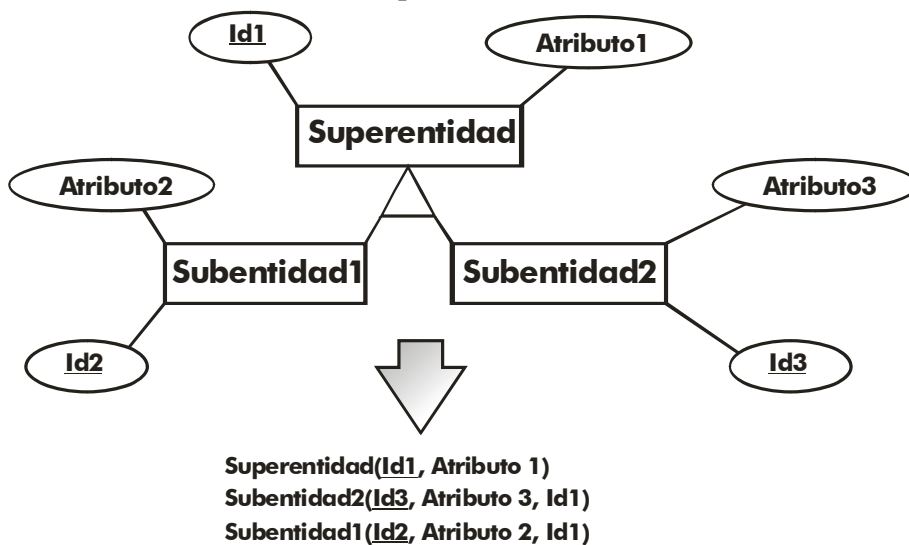 Id1
Atributo1
Superentidad
Atributo2
Atributo3
Subentidad1
Subentidad2
Id2
Id3
Superentidad(Id1, Atributo 1)
Subentidad2(Id3, Atributo 3, Id1)
Subentidad1(Id2, Atributo 2, Id1)